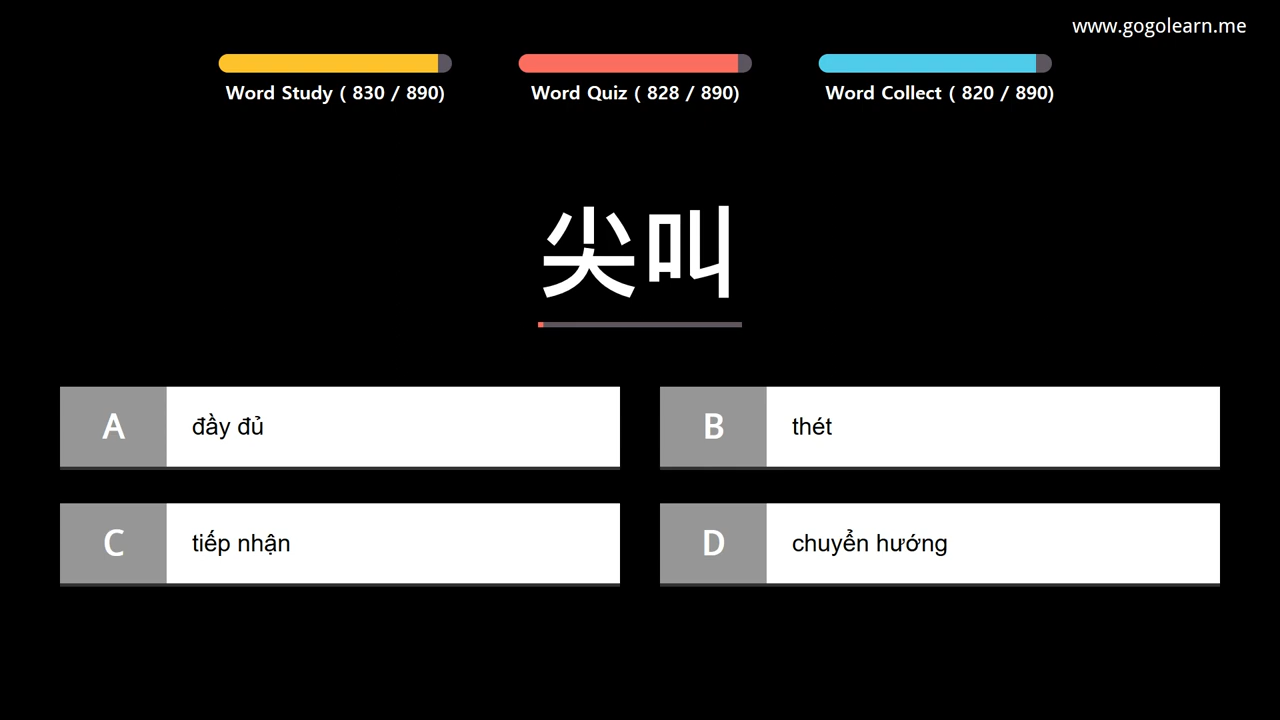 www.gogolearn.me
Word Study ( 830 / 890)
Word Quiz ( 828 / 890)
Word Collect ( 820 / 890)
尖叫
A đầy đủ
B thét
C tiếp nhận
D chuyển hướng